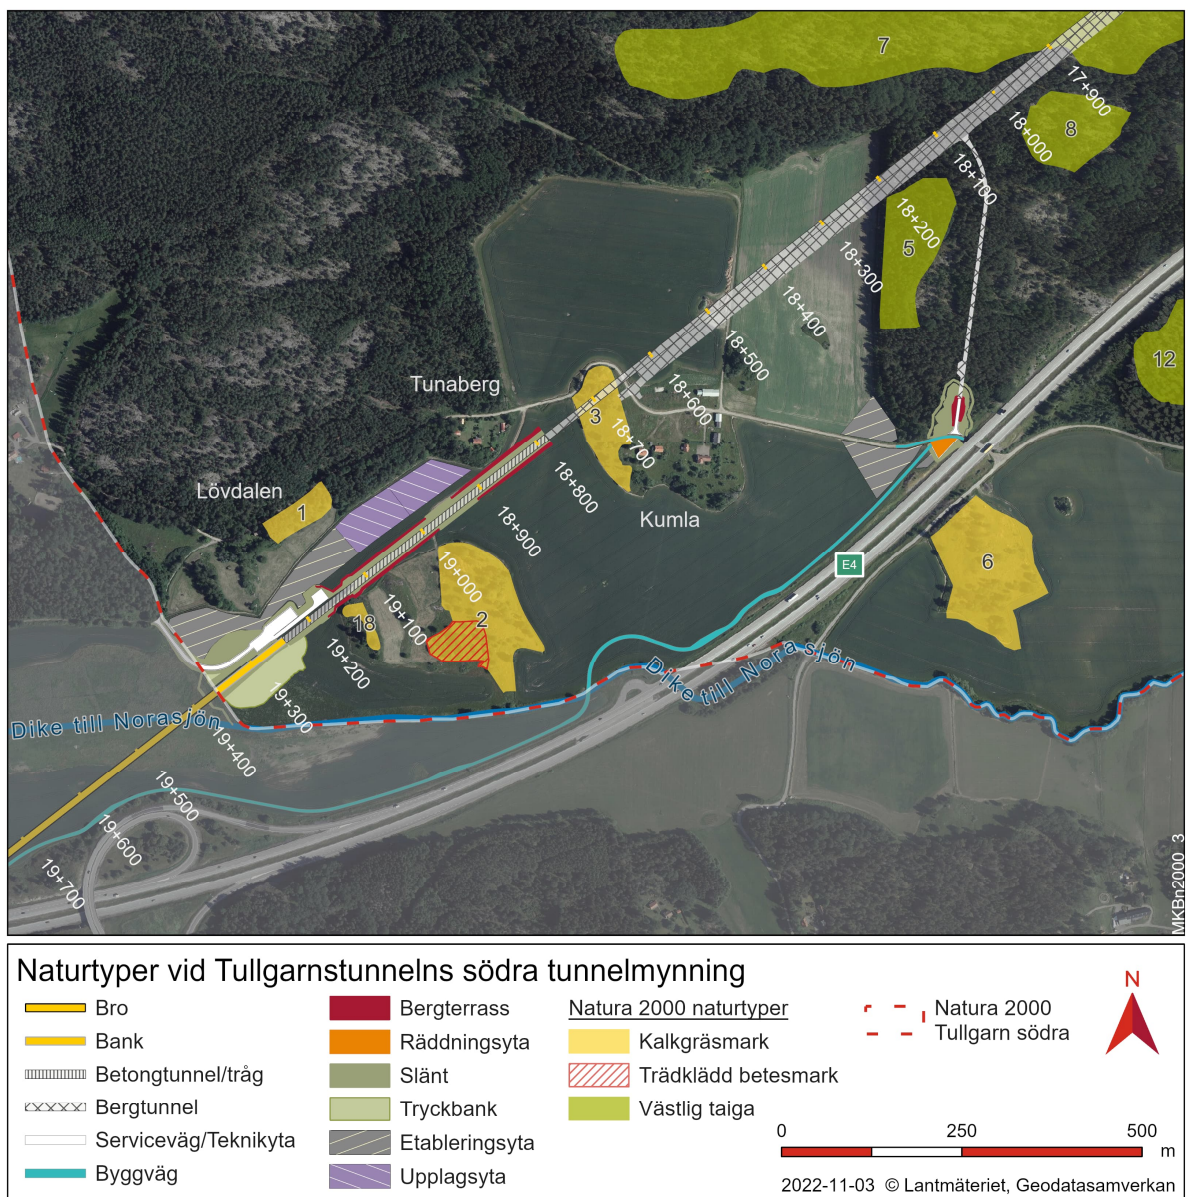 7
17+900
8
18+000
18+100
18+200
5
18+300
18+400
12
18+500
Tunaberg
18+600
3
18+700
18+800
Lövdalen
1
18+900
Kumla
E4
6
19+000
19+100
2
18
19+200
Dike till Norasjön
19+300
Dike till Norasjön
19+400
19+500
19+600
19+700
MKBn2000_3
Naturtyper vid Tullgarnstunnelns södra tunnelmynning
Bro
Bank
Betongtunnel/tråg
Bergtunnel
Serviceväg/Teknikyta
Byggväg
Bergterrass
Räddningsyta
Slänt
Tryckbank
Etableringsyta
Upplagsyta
Natura 2000 naturtyper
Kalkgräsmark
Trädklädd betesmark
Västlig taiga
Natura 2000
Tullgarn södra
N
0 250 500
m
2022-11-03 © Lantmäteriet, Geodatasamverkan